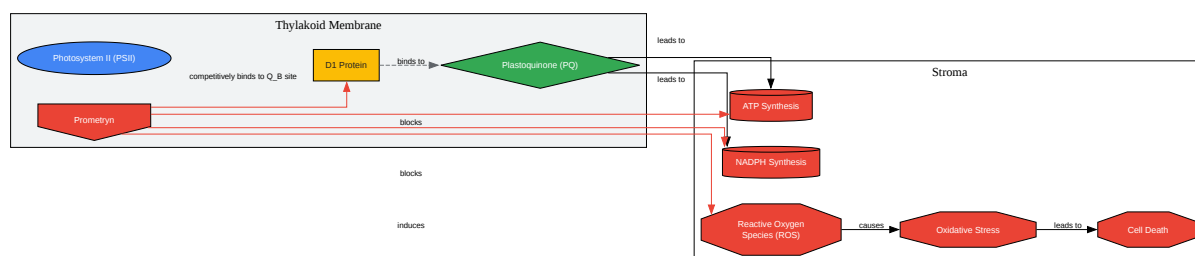 Thylakoid Membrane
leads to
Photosystem II (PSII)
D1 Protein
binds to
Plastoquinone (PQ)
competitively binds to Q_B site
leads to
Stroma
ATP Synthesis
Prometryn
blocks
NADPH Synthesis
blocks
Reactive Oxygen
Species (ROS)
induces
causes
Oxidative Stress
leads to
Cell Death